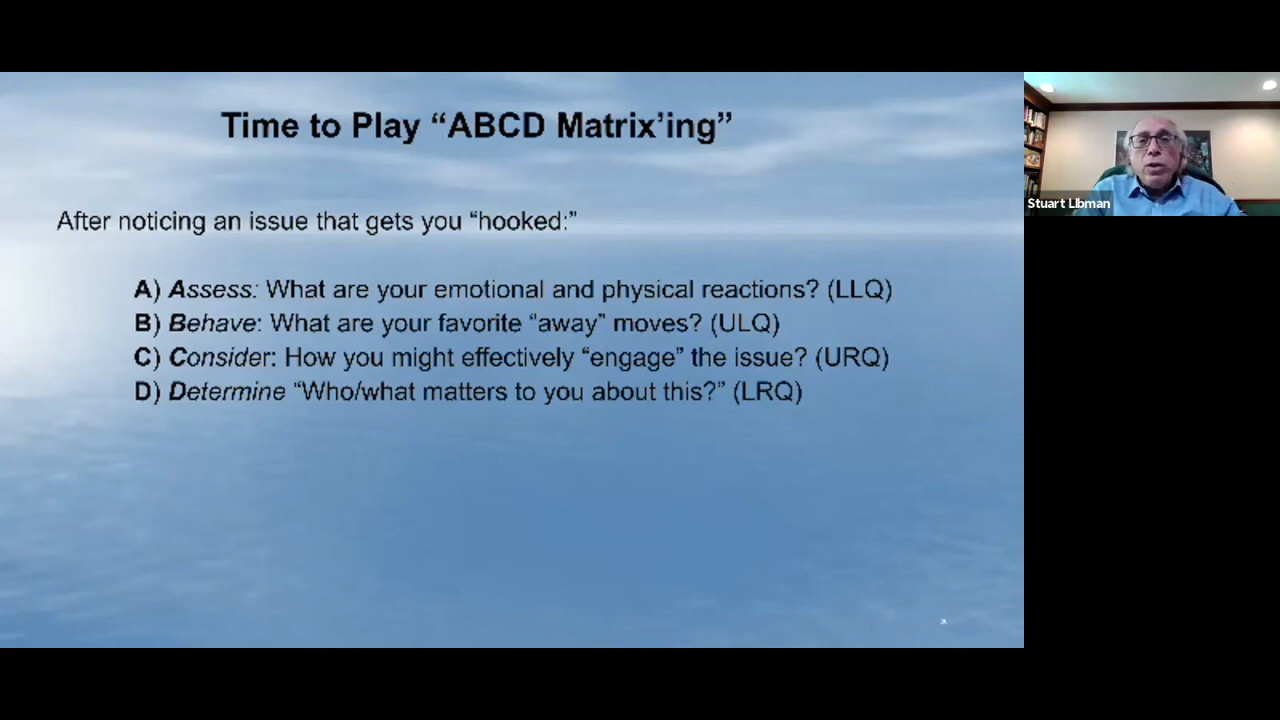 Time to Play “ABCD Matrix’ing”
After noticing an issue that gets you “hooked:”
A) Assess: What are your emotional and physical reactions? (LLQ)
B) Behave: What are your favorite “away” moves? (ULQ)
C) Consider: How you might effectively “engage” the issue? (URQ)
D) Determine “Who/what matters to you about this?” (LRQ)
Stuart Libman